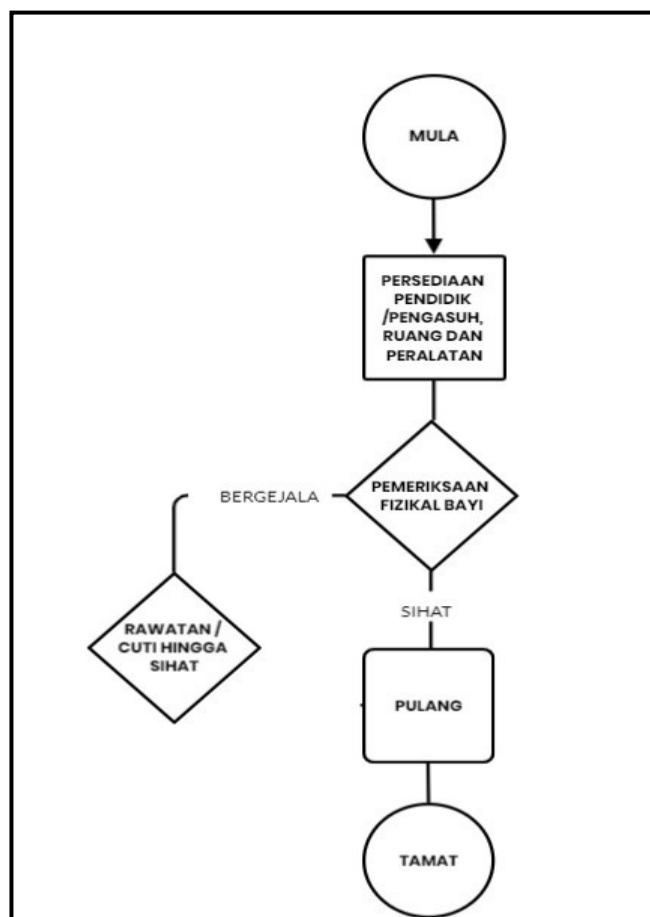 MULA
PERSEDIAAN
PENDIDIK
/PENGASUH,
RUANG DAN
PERALATAN
PEMERIKSAAN
FIZIKAL BAYI
BERGEJALA
RAWATAN /
CUTI HINGGA
SIHAT
SIHAT
PULANG
TAMAT